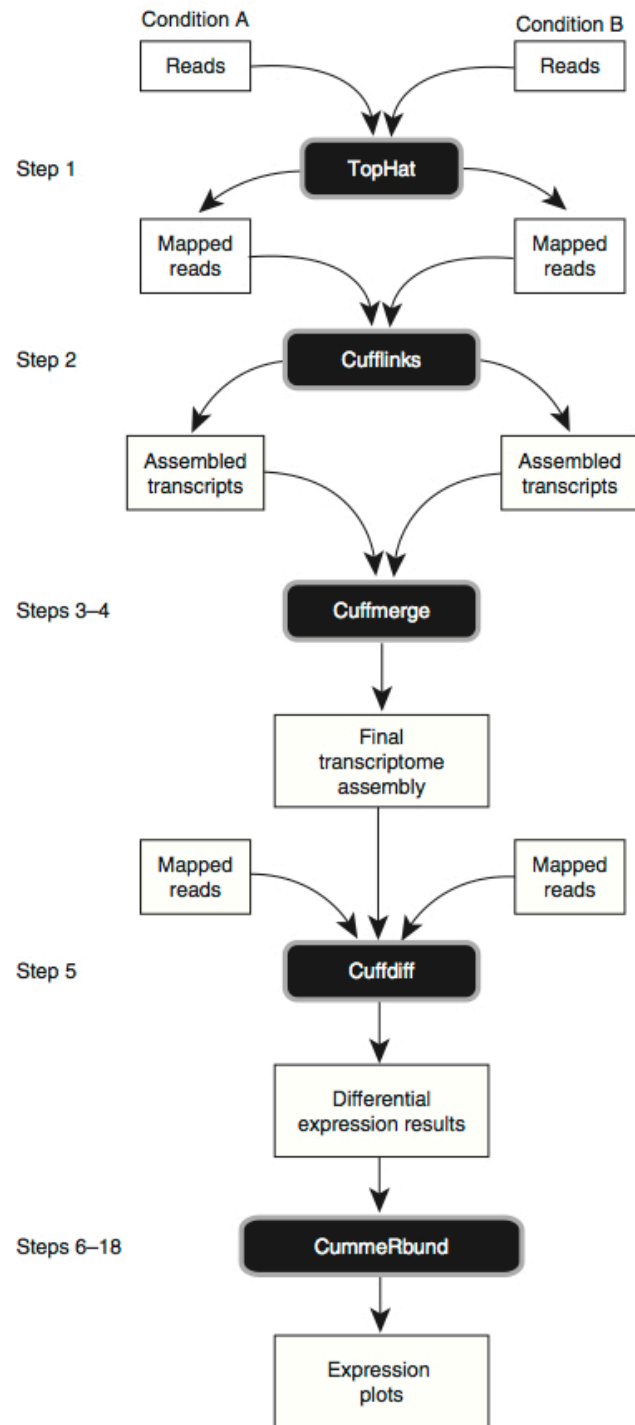 Condition A
Condition B
Reads
Reads
Step 1
TopHat
Mapped
reads
Mapped
reads
Step 2
Cufflinks
Assembled
transcripts
Assembled
transcripts
Steps 3–4
Cuffmerge
Final
transcriptome
assembly
Mapped
reads
Mapped
reads
Step 5
Cuffdiff
Differential
expression results
Steps 6–18
CummeRbund
Expression
plots